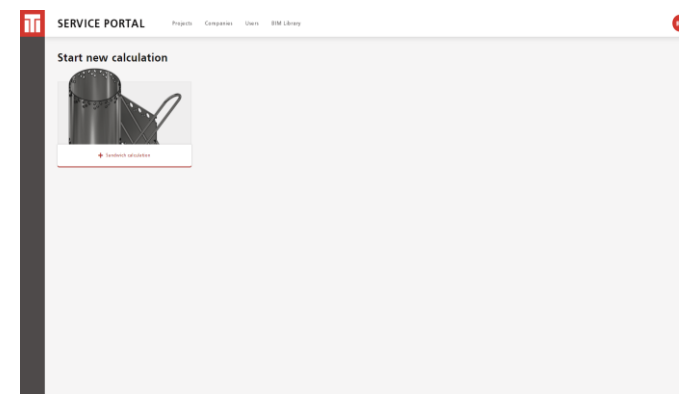 SERVICE PORTAL
Projects Companies Users BIM Library
Start new calculation
+ Sandwich calculation